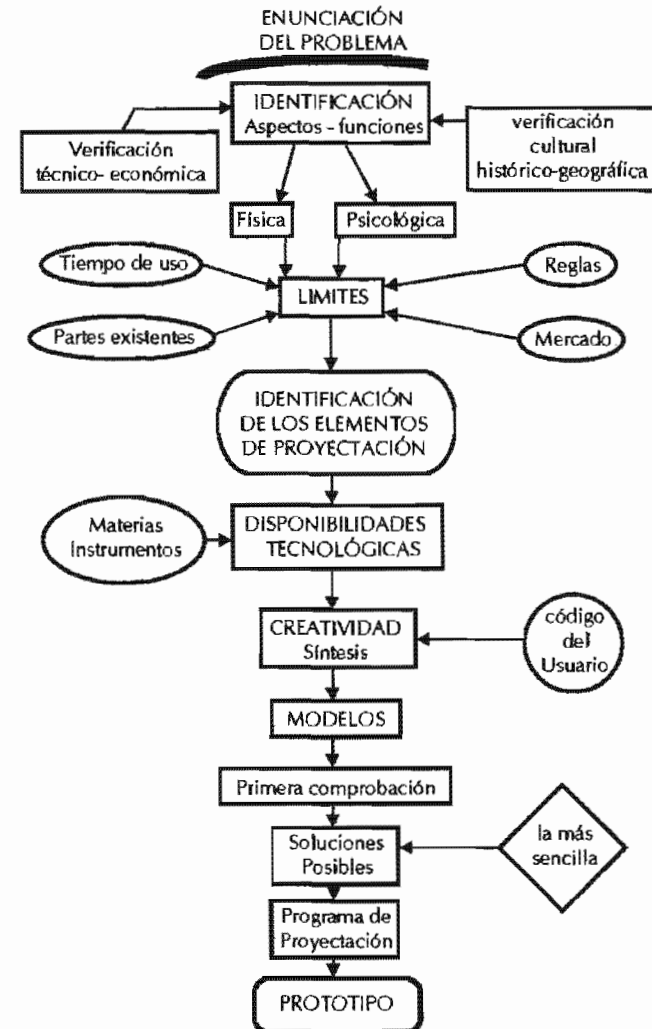 ENUNCIACIÓN
DEL PROBLEMA
IDENTIFICACIÓN
Aspectos - funciones
Verificación
técnico- económica
verificación
cultural
histórico-geográfica
Física
Psicológica
Tiempo de uso
Reglas
LIMITES
Partes existentes
Mercado
IDENTIFICACIÓN
DE LOS ELEMENTOS
DE PROYECTACIÓN
Materias
Instrumentos
DISPONIBILIDADES
TECNOLÓGICAS
CREATIVIDAD
Síntesis
código
del
Usuario
MODELOS
Primera comprobación
Soluciones
Posibles
la más
sencilla
Programa de
Proyectación
PROTOTIPO